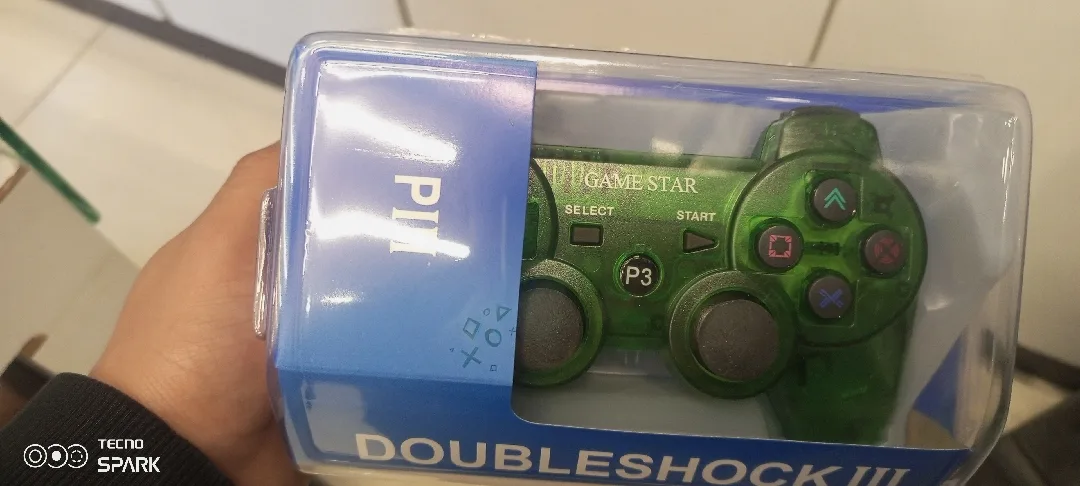 PIII
GAME STAR
SELECT
START
P3
DOUBLESHOCK III
TECNO
SPARK